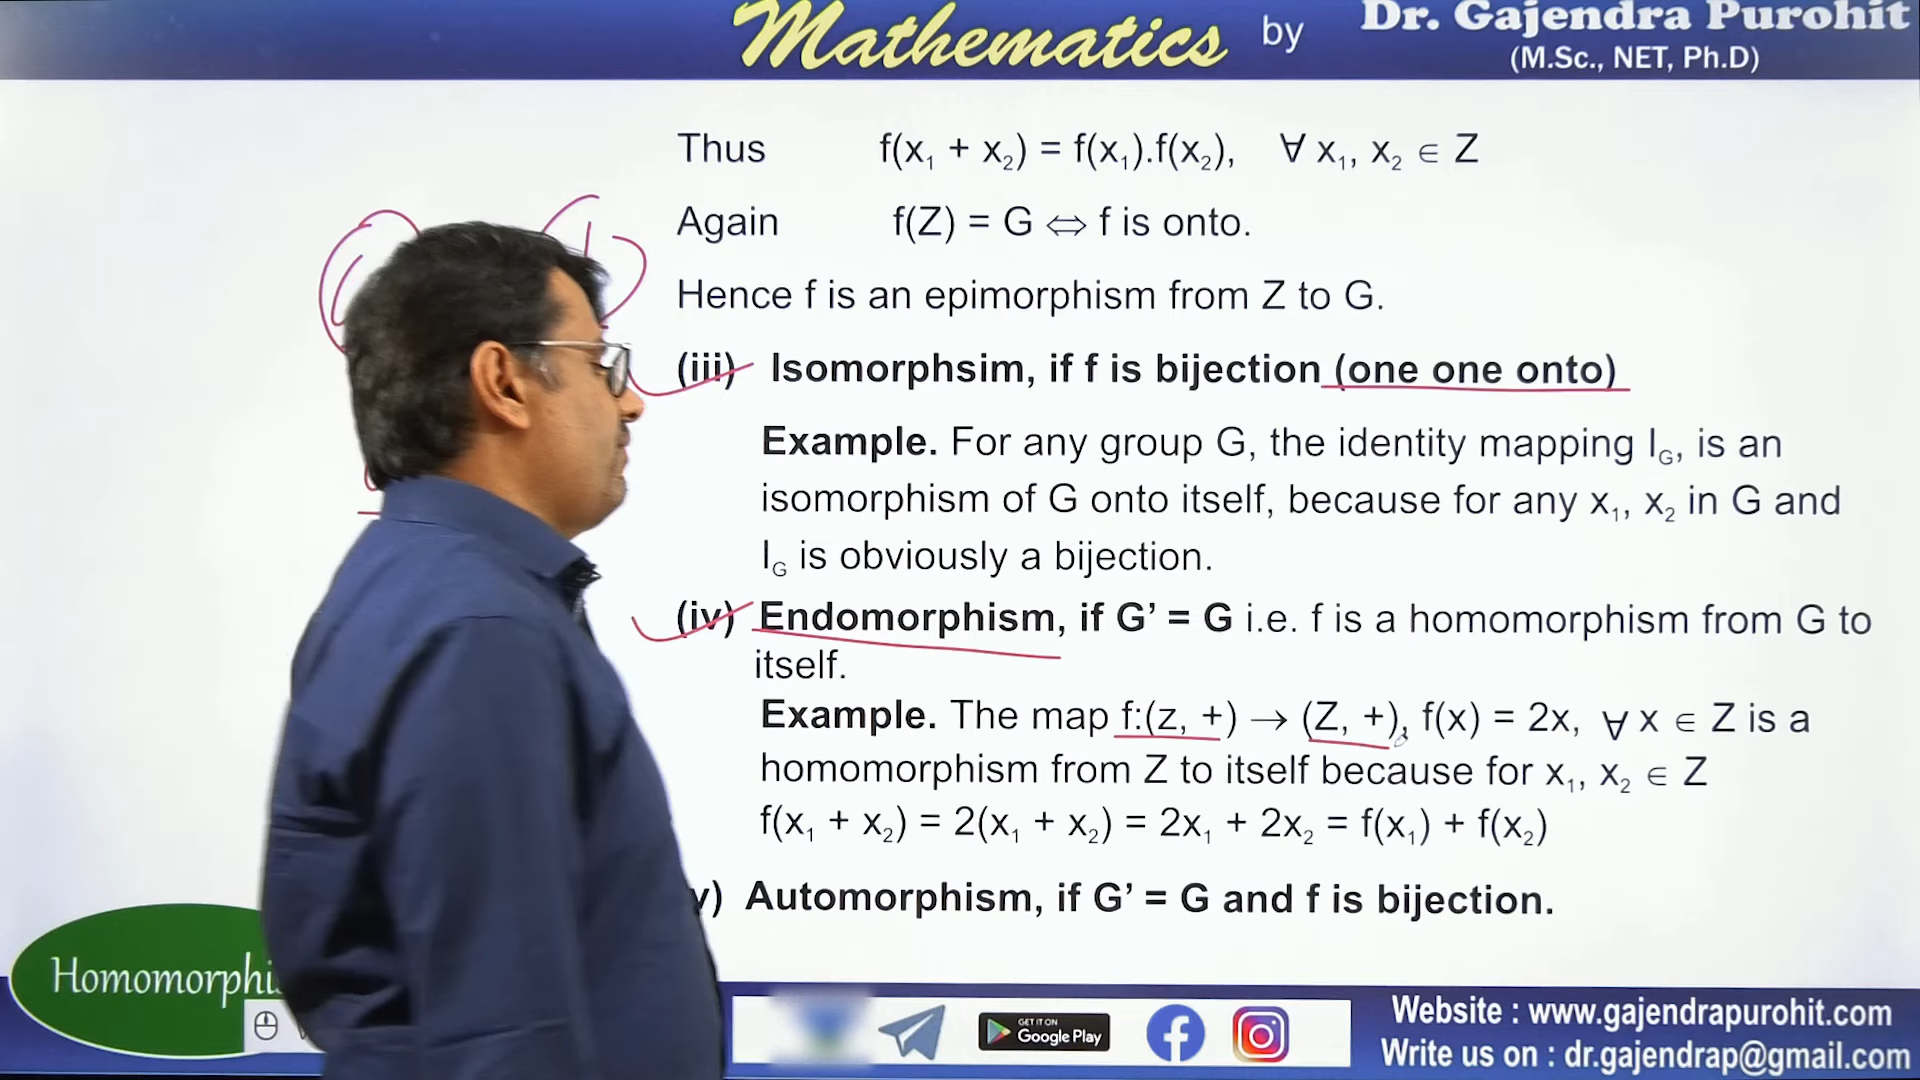 Mathematics by Dr. Gajendra Purohit
(M.Sc., NET, Ph.D)
Thus f(x₁ + x₂) = f(x₁).f(x₂), ∀ x₁, x₂ ∈ Z
Again f(Z) = G ⇔ f is onto.
Hence f is an epimorphism from Z to G.
(iii) Isomorphsim, if f is bijection (one one onto)
Example. For any group G, the identity mapping I_G, is an
isomorphism of G onto itself, because for any x₁, x₂ in G and
I_G is obviously a bijection.
(iv) Endomorphism, if G’ = G i.e. f is a homomorphism from G to
itself.
Example. The map f:(z, +) → (Z, +), f(x) = 2x, ∀ x ∈ Z is a
homomorphism from Z to itself because for x₁, x₂ ∈ Z
f(x₁ + x₂) = 2(x₁ + x₂) = 2x₁ + 2x₂ = f(x₁) + f(x₂)
v) Automorphism, if G’ = G and f is bijection.
Homomorphi
GET IT ON
Google Play
Website : www.gajendrapurohit.com
Write us on : dr.gajendrap@gmail.com